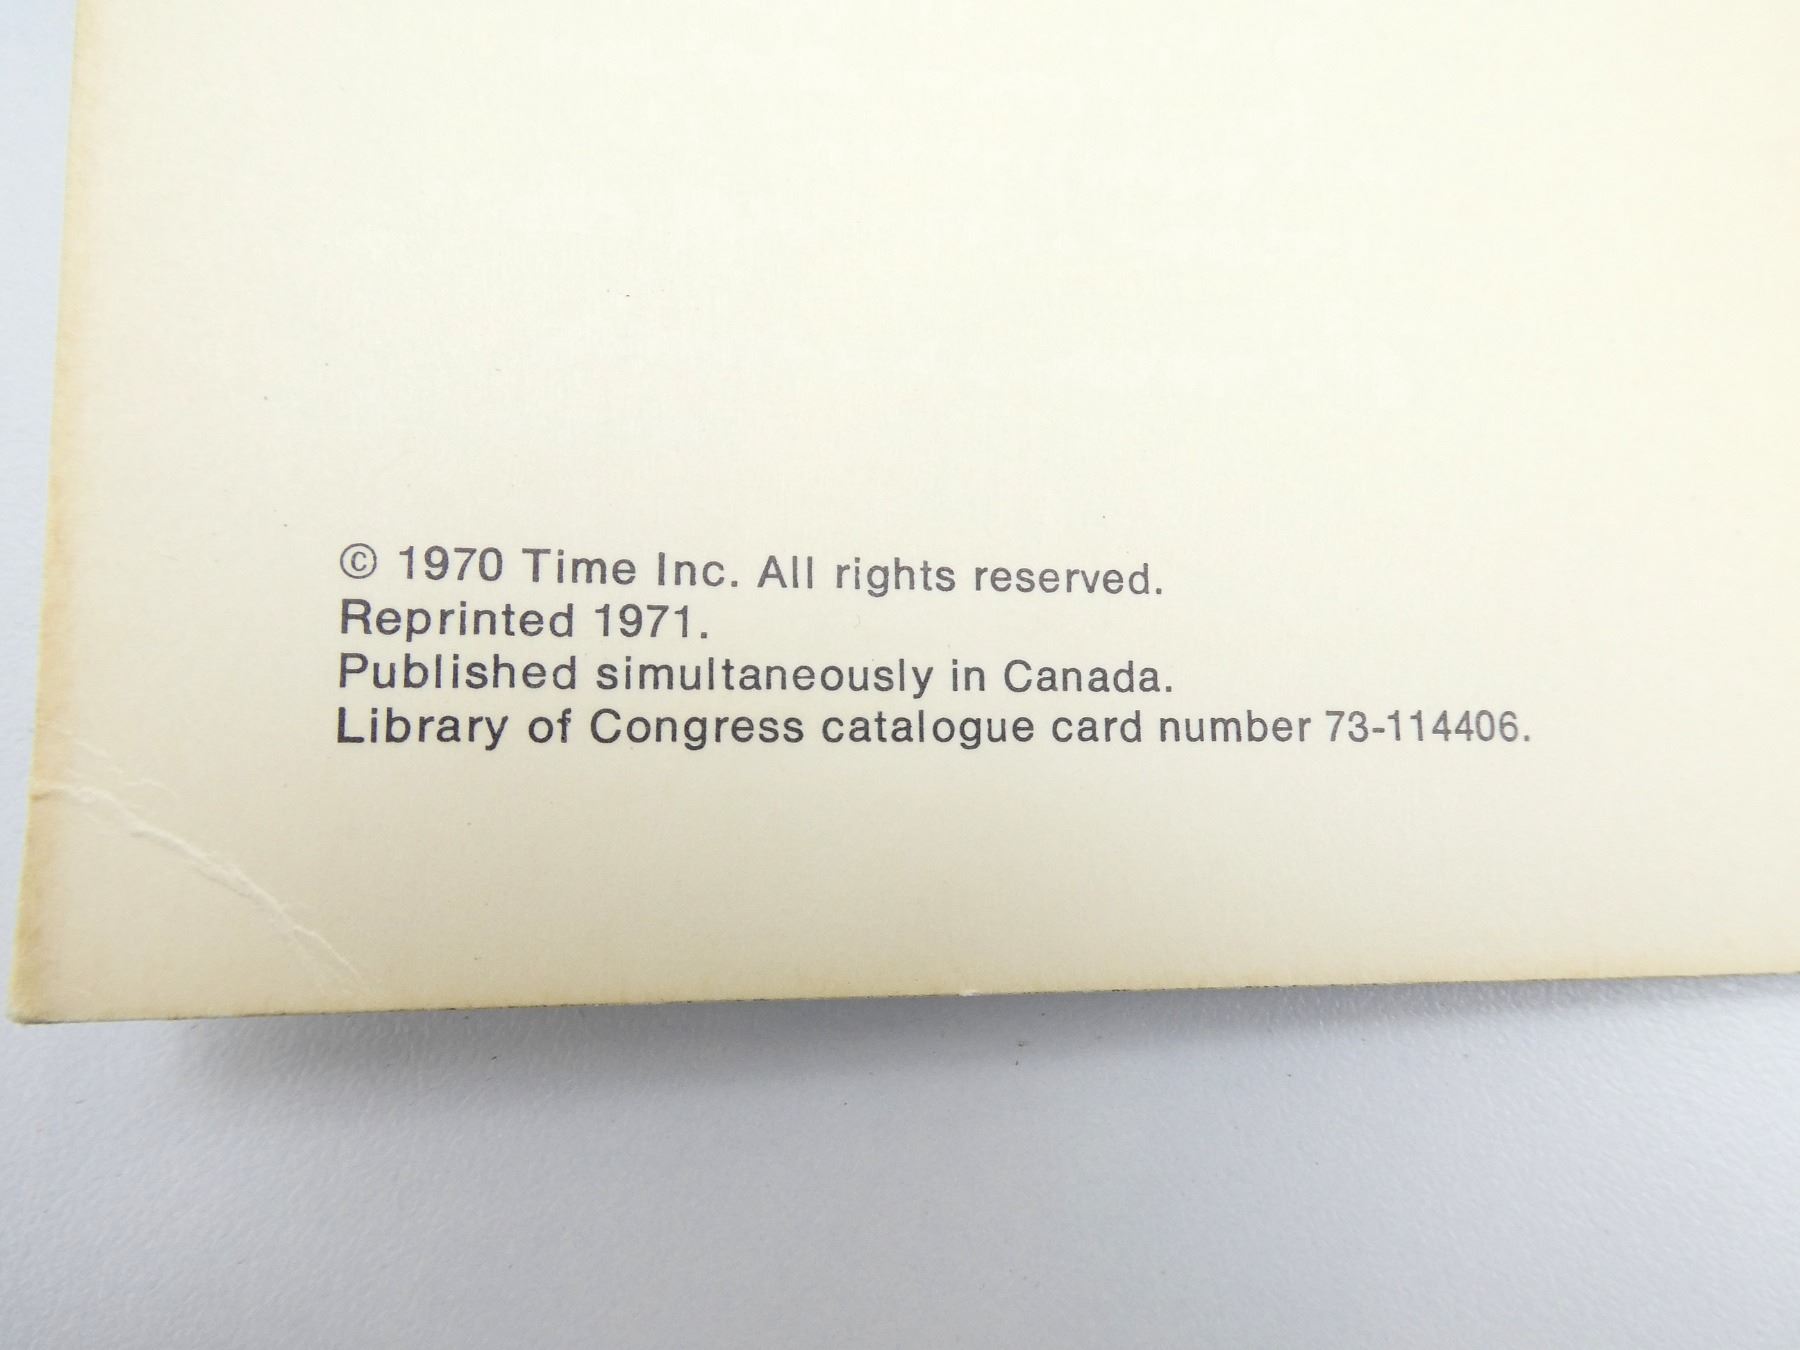 © 1970 Time Inc. All rights reserved.
Reprinted 1971.
Published simultaneously in Canada.
Library of Congress catalogue card number 73-114406.